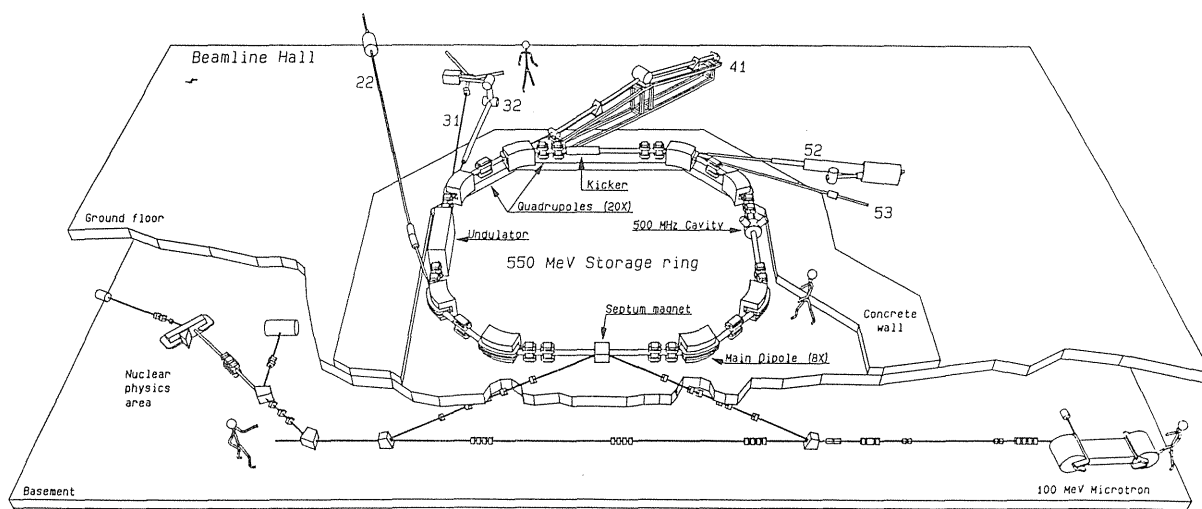 Beamline Hall
22
31
32
41
52
53
Kicker
Quadrupoles (20X)
500 MHz Cavity
Ground floor
Undulator
550 MeV Storage ring
Septum magnet
Concrete
wall
Main Dipole (8X)
Nuclear
physics
area
Basement
100 MeV Microtron